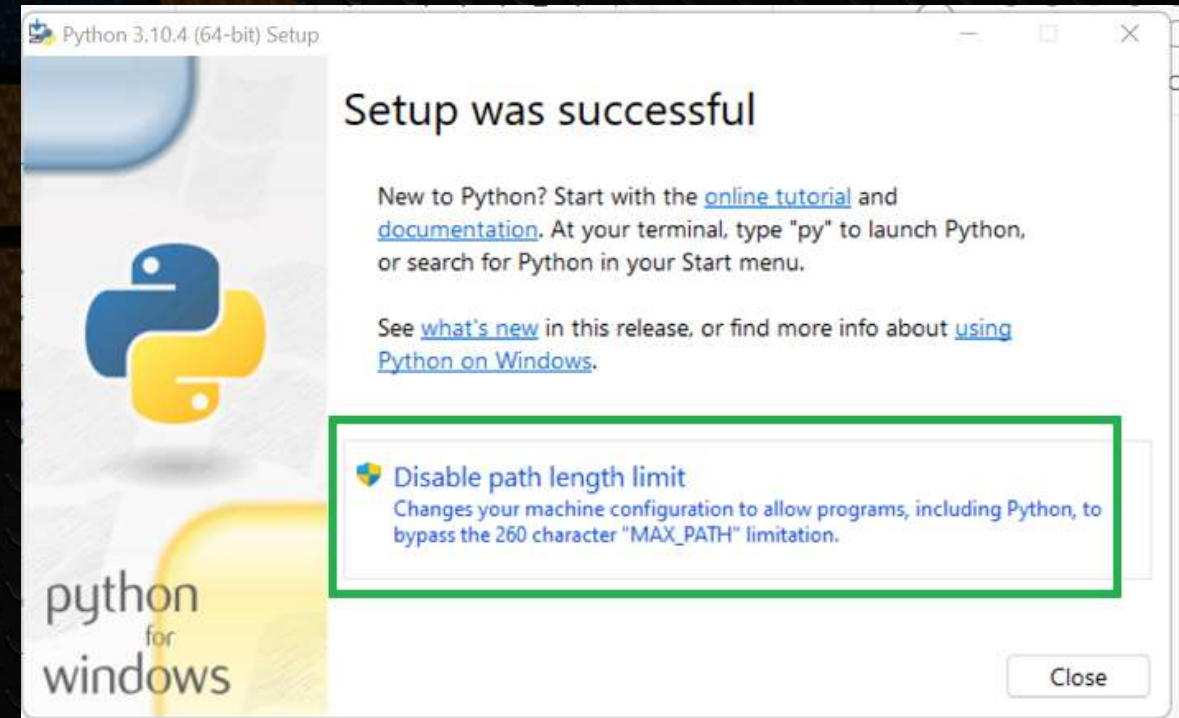 Python 3.10.4 (64-bit) Setup
Setup was successful
New to Python? Start with the online tutorial and
documentation. At your terminal, type "py" to launch Python,
or search for Python in your Start menu.
See what's new in this release, or find more info about using
Python on Windows.
Disable path length limit
Changes your machine configuration to allow programs, including Python, to
bypass the 260 character "MAX_PATH" limitation.
python
for
windows
Close